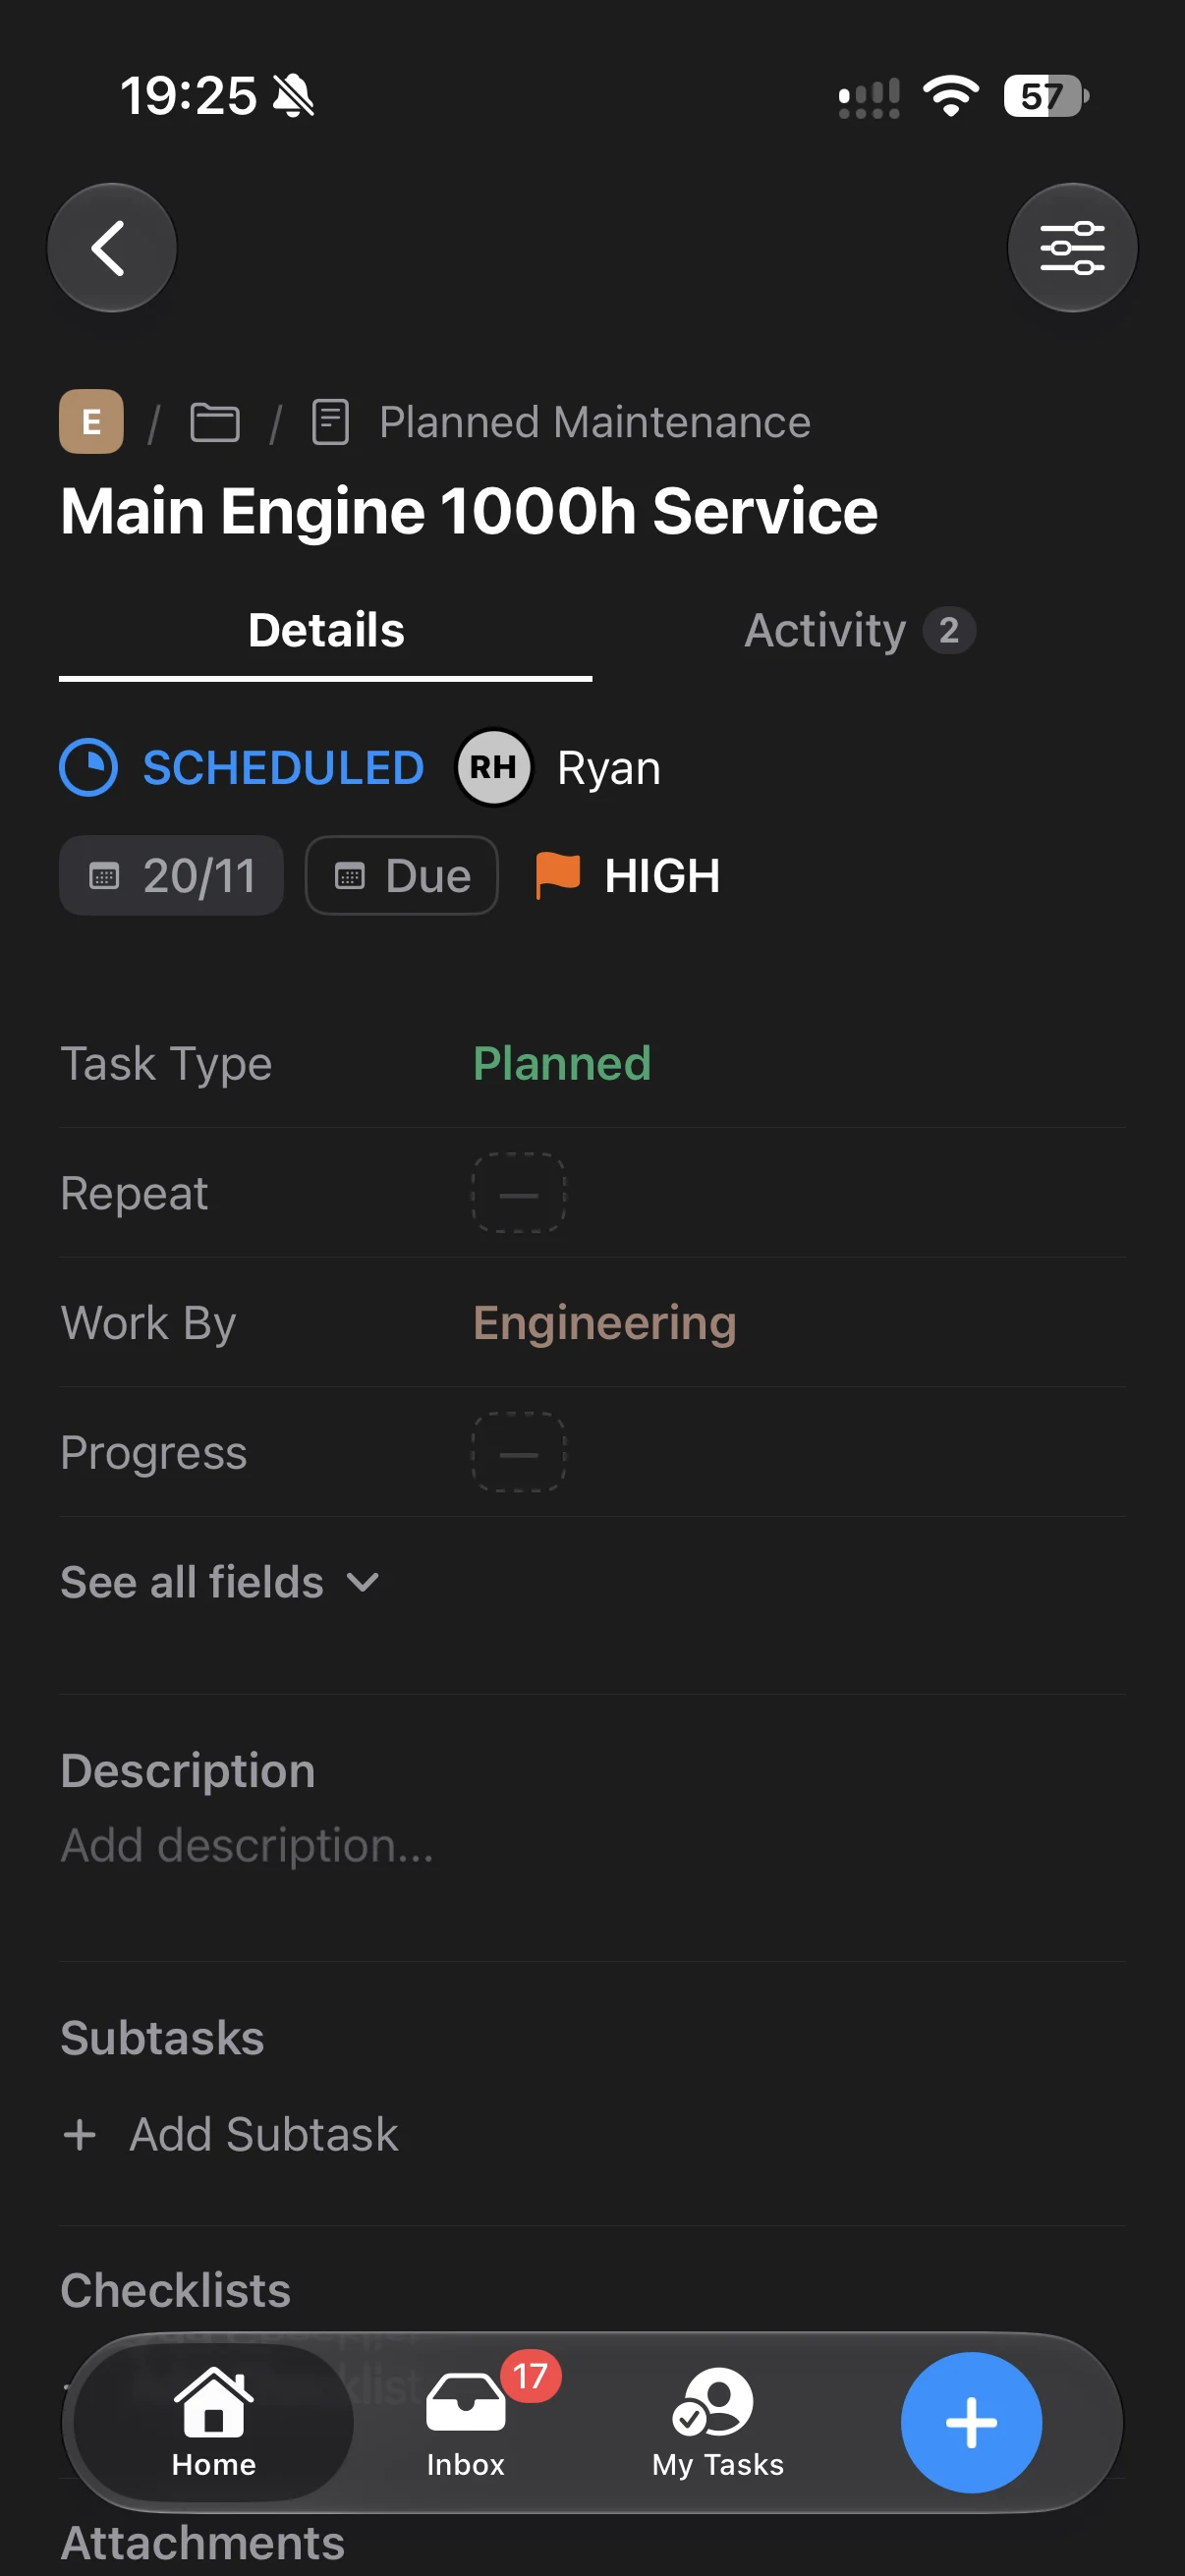 19:25
57
E / / Planned Maintenance
Main Engine 1000h Service
Details
Activity 2
SCHEDULED RH Ryan
20/11 Due HIGH
Task Type Planned
Repeat —
Work By Engineering
Progress —
See all fields
Description
Add description...
Subtasks
+ Add Subtask
Checklists
17
Home Inbox My Tasks
Attachments